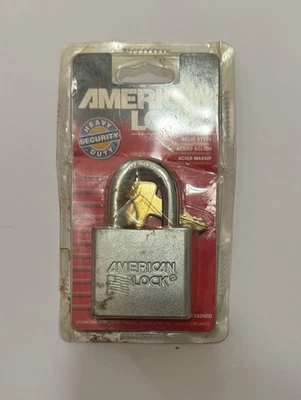 AMERICAN
LOCK
HEAVY
SECURITY
DUTY
SOLID STEEL
ACERO SOLIDO
ACIER MASSIF
AMERICAN
LOCK®